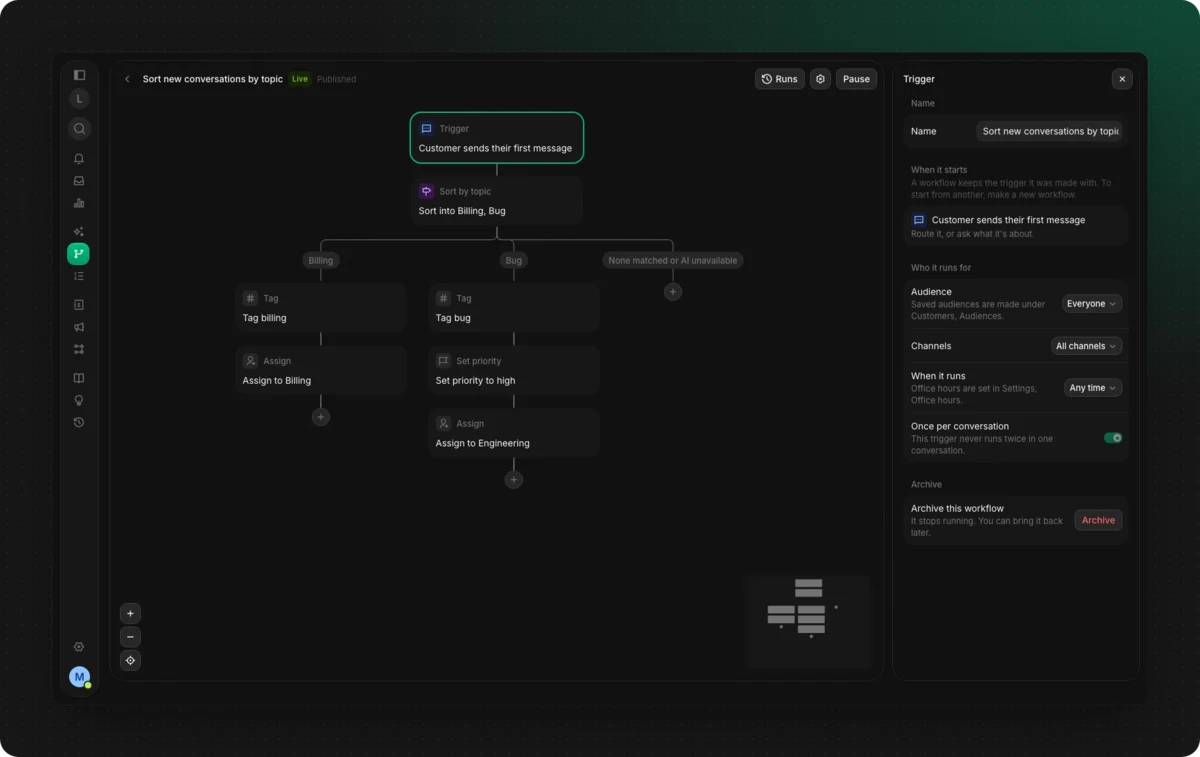 L
M
Sort new conversations by topic Live Published
Runs
Pause
Trigger
Customer sends their first message
Sort by topic
Sort into Billing, Bug
Billing
Bug
None matched or AI unavailable
Tag
Tag billing
Assign
Assign to Billing
Tag
Tag bug
Set priority
Set priority to high
Assign
Assign to Engineering
Trigger
Name
Name
Sort new conversations by topic
When it starts
A workflow keeps the trigger it was made with. To
start from another, make a new workflow.
Customer sends their first message
Route it, or ask what it's about.
Who it runs for
Audience
Saved audiences are made under
Customers, Audiences.
Everyone
Channels
All channels
When it runs
Office hours are set in Settings,
Office hours.
Any time
Once per conversation
This trigger never runs twice in one
conversation.
Archive
Archive this workflow
It stops running. You can bring it back
later.
Archive